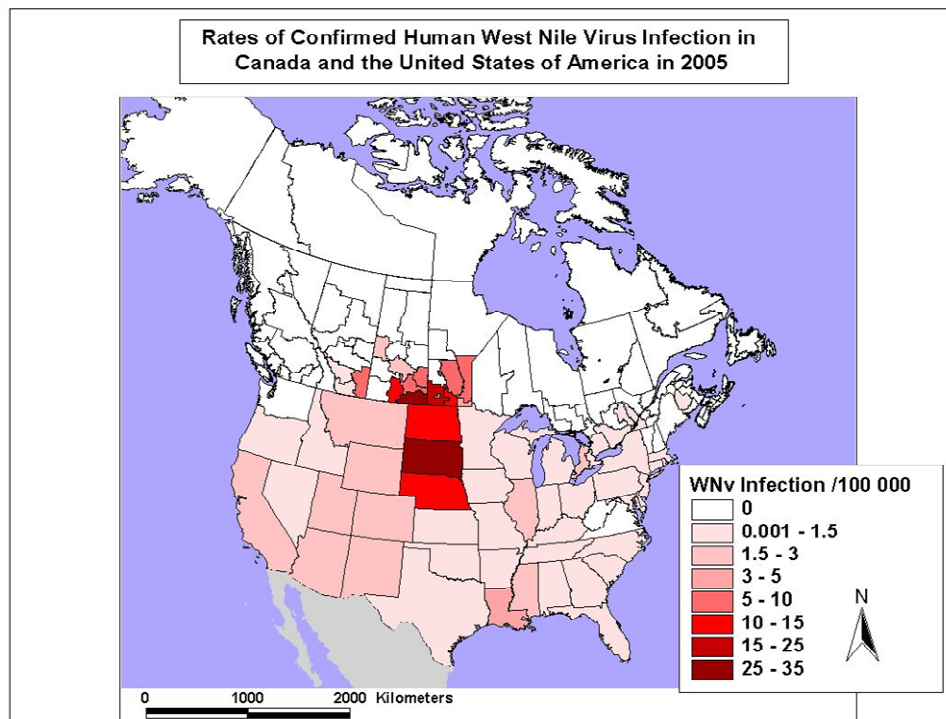 Rates of Confirmed Human West Nile Virus Infection in
Canada and the United States of America in 2005
WNv Infection /100 000
0
0.001 - 1.5
1.5 - 3
3 - 5
5 - 10
10 - 15
15 - 25
25 - 35
N
0 1000 2000 Kilometers